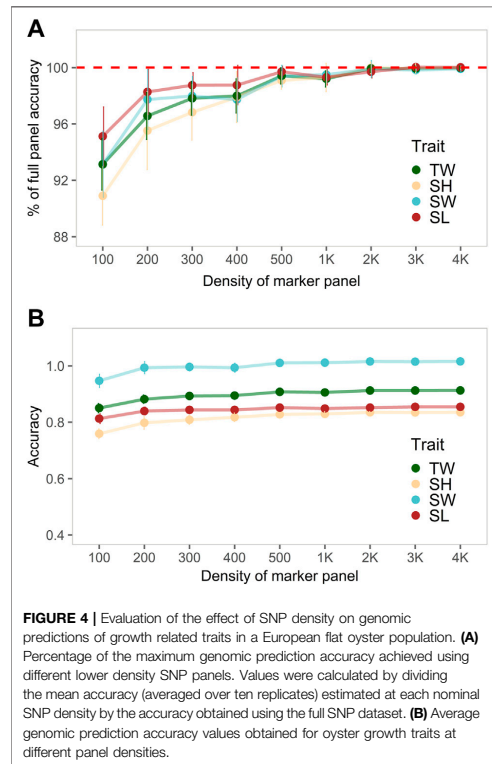 A
% of full panel accuracy
100
96
92
88
Trait
TW
SH
SW
SL
100 200 300 400 500 1K 2K 3K 4K
Density of marker panel
B
Accuracy
1.0
0.8
0.6
0.4
Trait
TW
SH
SW
SL
100 200 300 400 500 1K 2K 3K 4K
Density of marker panel
FIGURE 4 | Evaluation of the effect of SNP density on genomic
predictions of growth related traits in a European flat oyster population. (A)
Percentage of the maximum genomic prediction accuracy achieved using
different lower density SNP panels. Values were calculated by dividing
the mean accuracy (averaged over ten replicates) estimated at each nominal
SNP density by the accuracy obtained using the full SNP dataset. (B) Average
genomic prediction accuracy values obtained for oyster growth traits at
different panel densities.